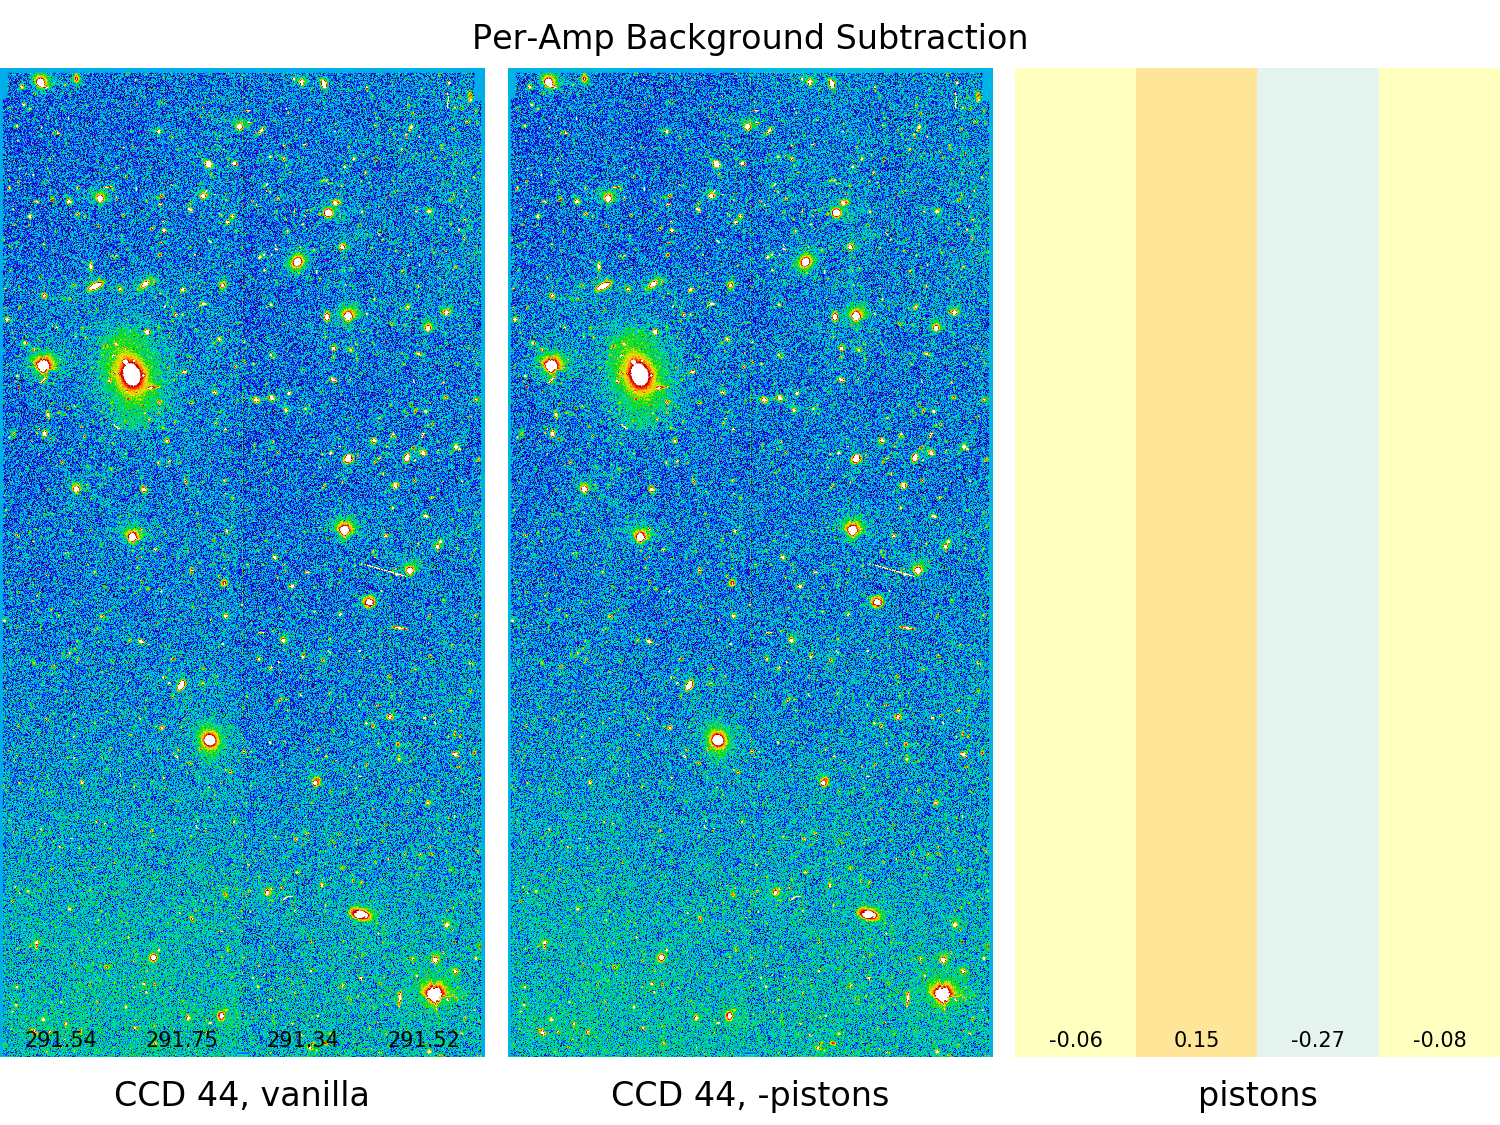 Per-Amp Background Subtraction
291.54 291.75 291.34 291.52
-0.06 0.15 -0.27 -0.08
CCD 44, vanilla
CCD 44, -pistons
pistons